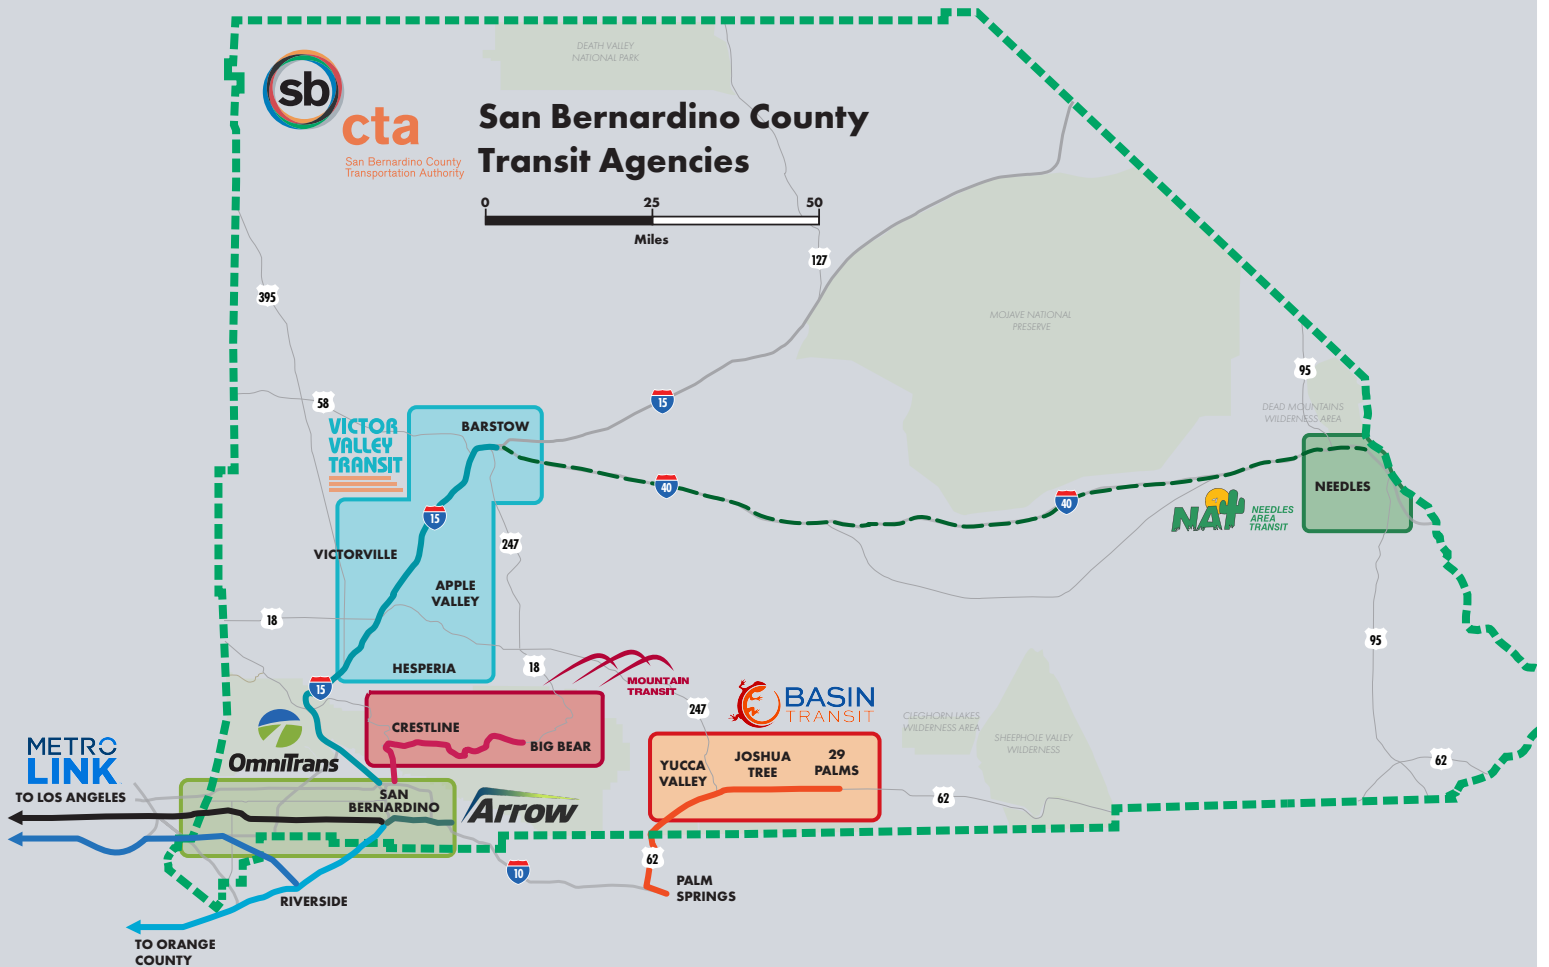 DEATH VALLEY
NATIONAL PARK
sb
cta
San Bernardino County
Transportation Authority
San Bernardino County
Transit Agencies
0 25 50
Miles
127
395
MOJAVE NATIONAL
PRESERVE
95
58
15
DEAD MOUNTAINS
WILDERNESS AREA
VICTOR
VALLEY
TRANSIT
BARSTOW
40
40
NEEDLES
NAT
NEEDLES
AREA
TRANSIT
15
247
VICTORVILLE
APPLE
VALLEY
18
95
HESPERIA
18
15
MOUNTAIN
TRANSIT
247
BASIN
TRANSIT
CLEGHORN LAKES
WILDERNESS AREA
SHEEPHOLE VALLEY
WILDERNESS
CRESTLINE
BIG BEAR
METRO
LINK
OmniTrans
YUCCA
VALLEY
JOSHUA
TREE
29
PALMS
62
TO LOS ANGELES
SAN
BERNARDINO
Arrow
62
62
10
RIVERSIDE
PALM
SPRINGS
TO ORANGE
COUNTY